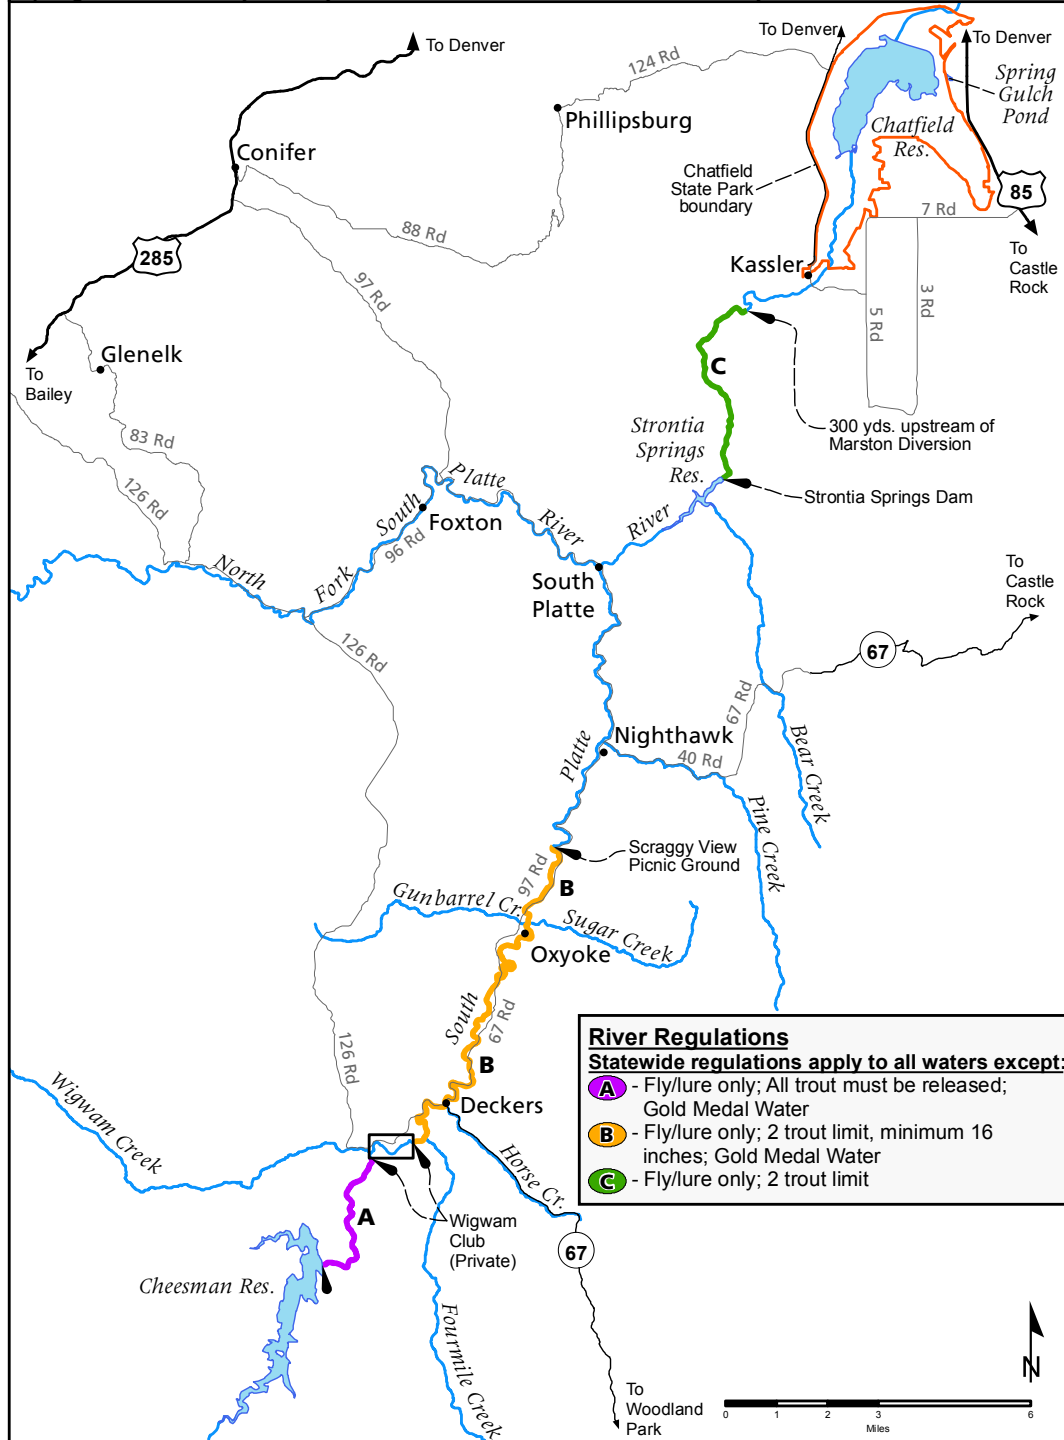 To Denver
To Denver
To Denver
124 Rd
Spring
Gulch
Pond
Phillipsburg
Chatfield
Res.
Conifer
Chatfield
State Park
boundary
85
7 Rd
88 Rd
285
To
Castle
Rock
Kassler
97 Rd
3 Rd
5 Rd
Glenelk
To
Bailey
C
300 yds. upstream of
Marston Diversion
83 Rd
Strontia
Springs
Res.
126 Rd
Platte
Strontia Springs Dam
South
Foxton
River
River
96 Rd
North
Fork
South
Platte
To
Castle
Rock
126 Rd
67
67 Rd
Nighthawk
Platte
40 Rd
Bear Creek
Pine Creek
Scraggy View
Picnic Ground
97 Rd
B
Gunbarrel Cr.
Sugar Creek
Oxyoke
South
67 Rd
126 Rd
B
River Regulations
Statewide regulations apply to all waters except:
A - Fly/lure only; All trout must be released;
Gold Medal Water
B - Fly/lure only; 2 trout limit, minimum 16
inches; Gold Medal Water
C - Fly/lure only; 2 trout limit
Wigwam Creek
Deckers
Horse Cr.
A
Wigwam
Club
(Private)
67
Cheesman Res.
Fourmile Creek
N
To
Woodland
Park
0 1 2 3 6
Miles